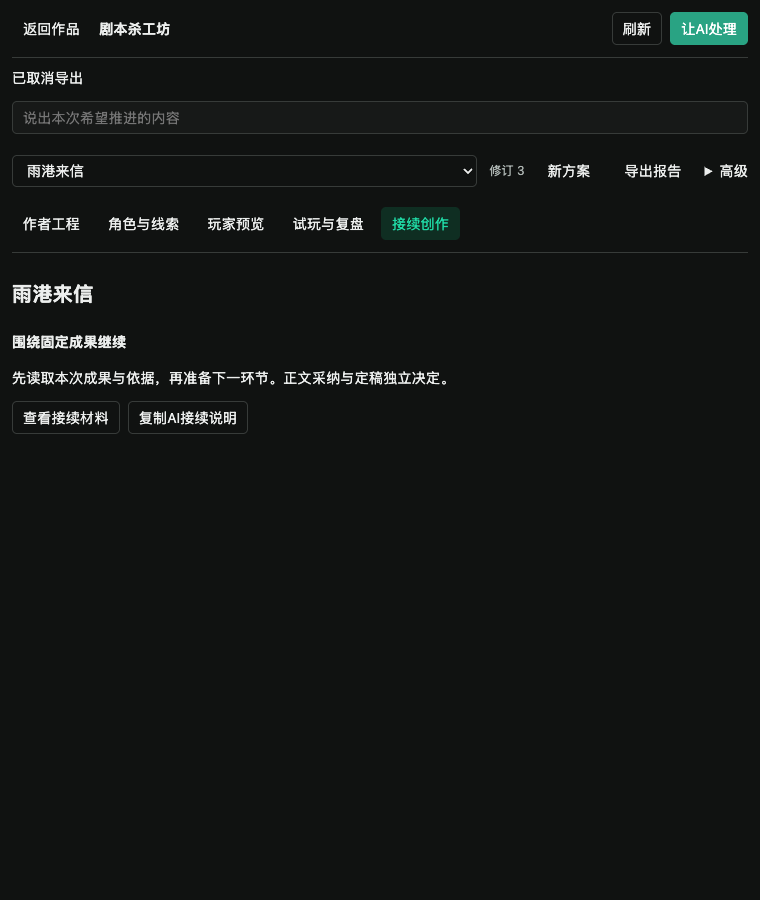 返回作品 剧本杀工坊 刷新 让AI处理
已取消导出
说出本次希望推进的内容
雨港来信 修订 3 新方案 导出报告 ▶ 高级
作者工程 角色与线索 玩家预览 试玩与复盘 接续创作
雨港来信
围绕固定成果继续
先读取本次成果与依据，再准备下一环节。正文采纳与定稿独立决定。
查看接续材料 复制AI接续说明